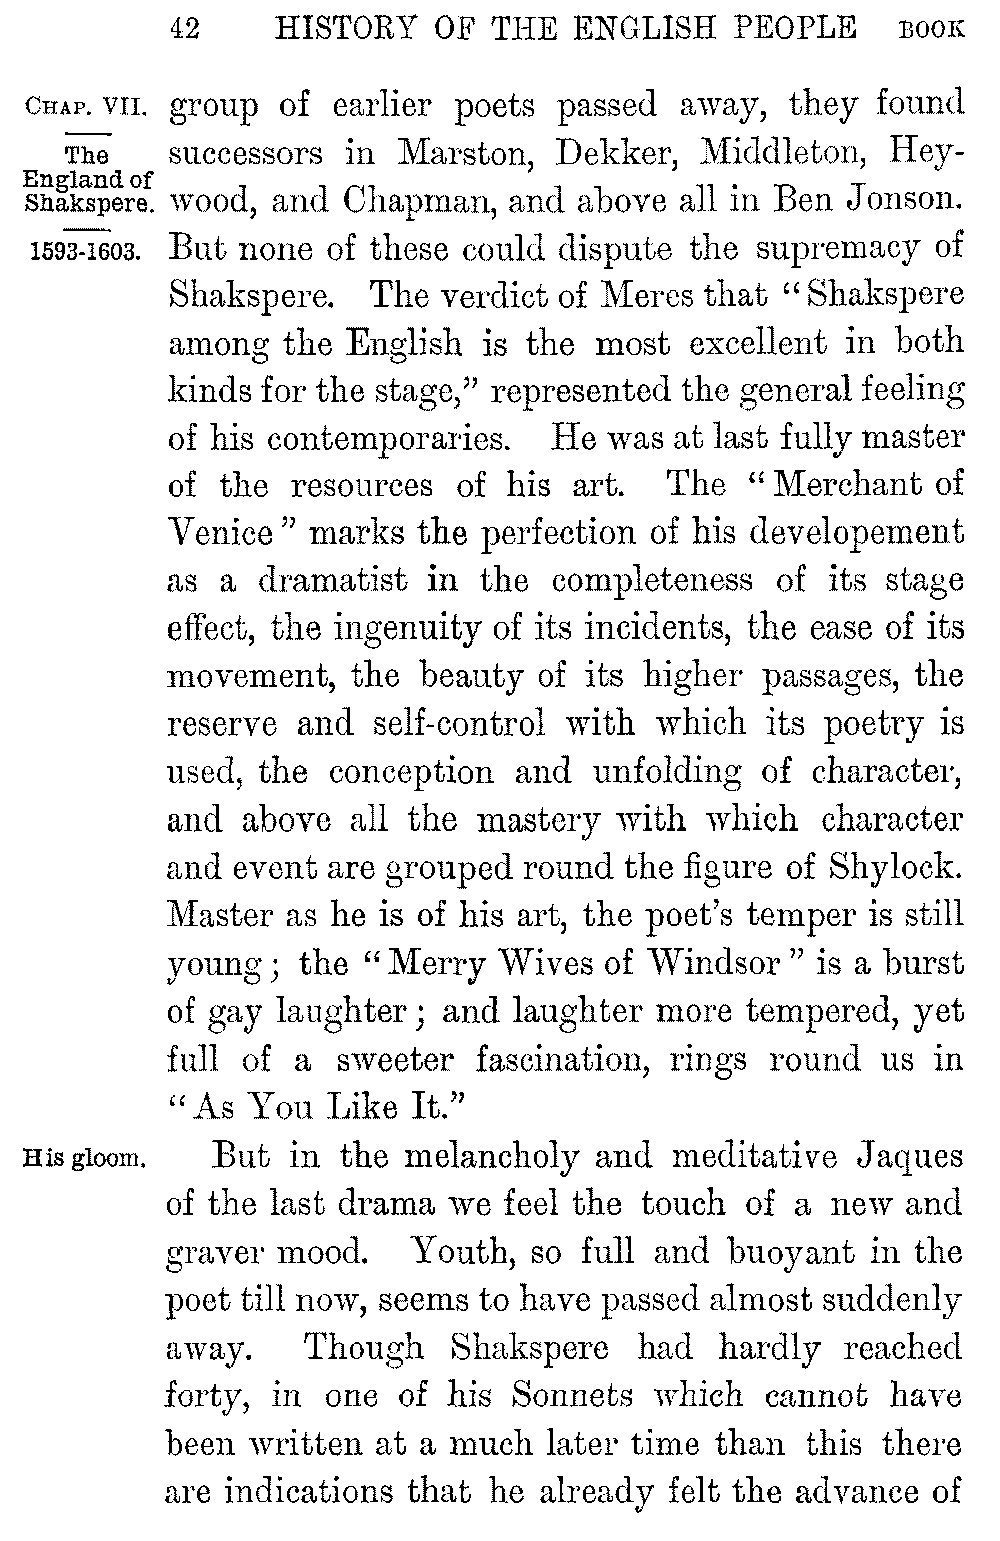 42 HISTORY OF THE ENGLISH PEOPLE BOOK
CHAP. VII.
The
England of
Shakspere.
1593-1603.
group of earlier poets passed away, they found
successors in Marston, Dekker, Middleton, Hey-
wood, and Chapman, and above all in Ben Jonson.
But none of these could dispute the supremacy of
Shakspere. The verdict of Meres that "Shakspere
among the English is the most excellent in both
kinds for the stage," represented the general feeling
of his contemporaries. He was at last fully master
of the resources of his art. The "Merchant of
Venice" marks the perfection of his developement
as a dramatist in the completeness of its stage
effect, the ingenuity of its incidents, the ease of its
movement, the beauty of its higher passages, the
reserve and self-control with which its poetry is
used, the conception and unfolding of character,
and above all the mastery with which character
and event are grouped round the figure of Shylock.
Master as he is of his art, the poet's temper is still
young; the "Merry Wives of Windsor" is a burst
of gay laughter; and laughter more tempered, yet
full of a sweeter fascination, rings round us in
"As You Like It."
His gloom.
But in the melancholy and meditative Jaques
of the last drama we feel the touch of a new and
graver mood. Youth, so full and buoyant in the
poet till now, seems to have passed almost suddenly
away. Though Shakspere had hardly reached
forty, in one of his Sonnets which cannot have
been written at a much later time than this there
are indications that he already felt the advance of